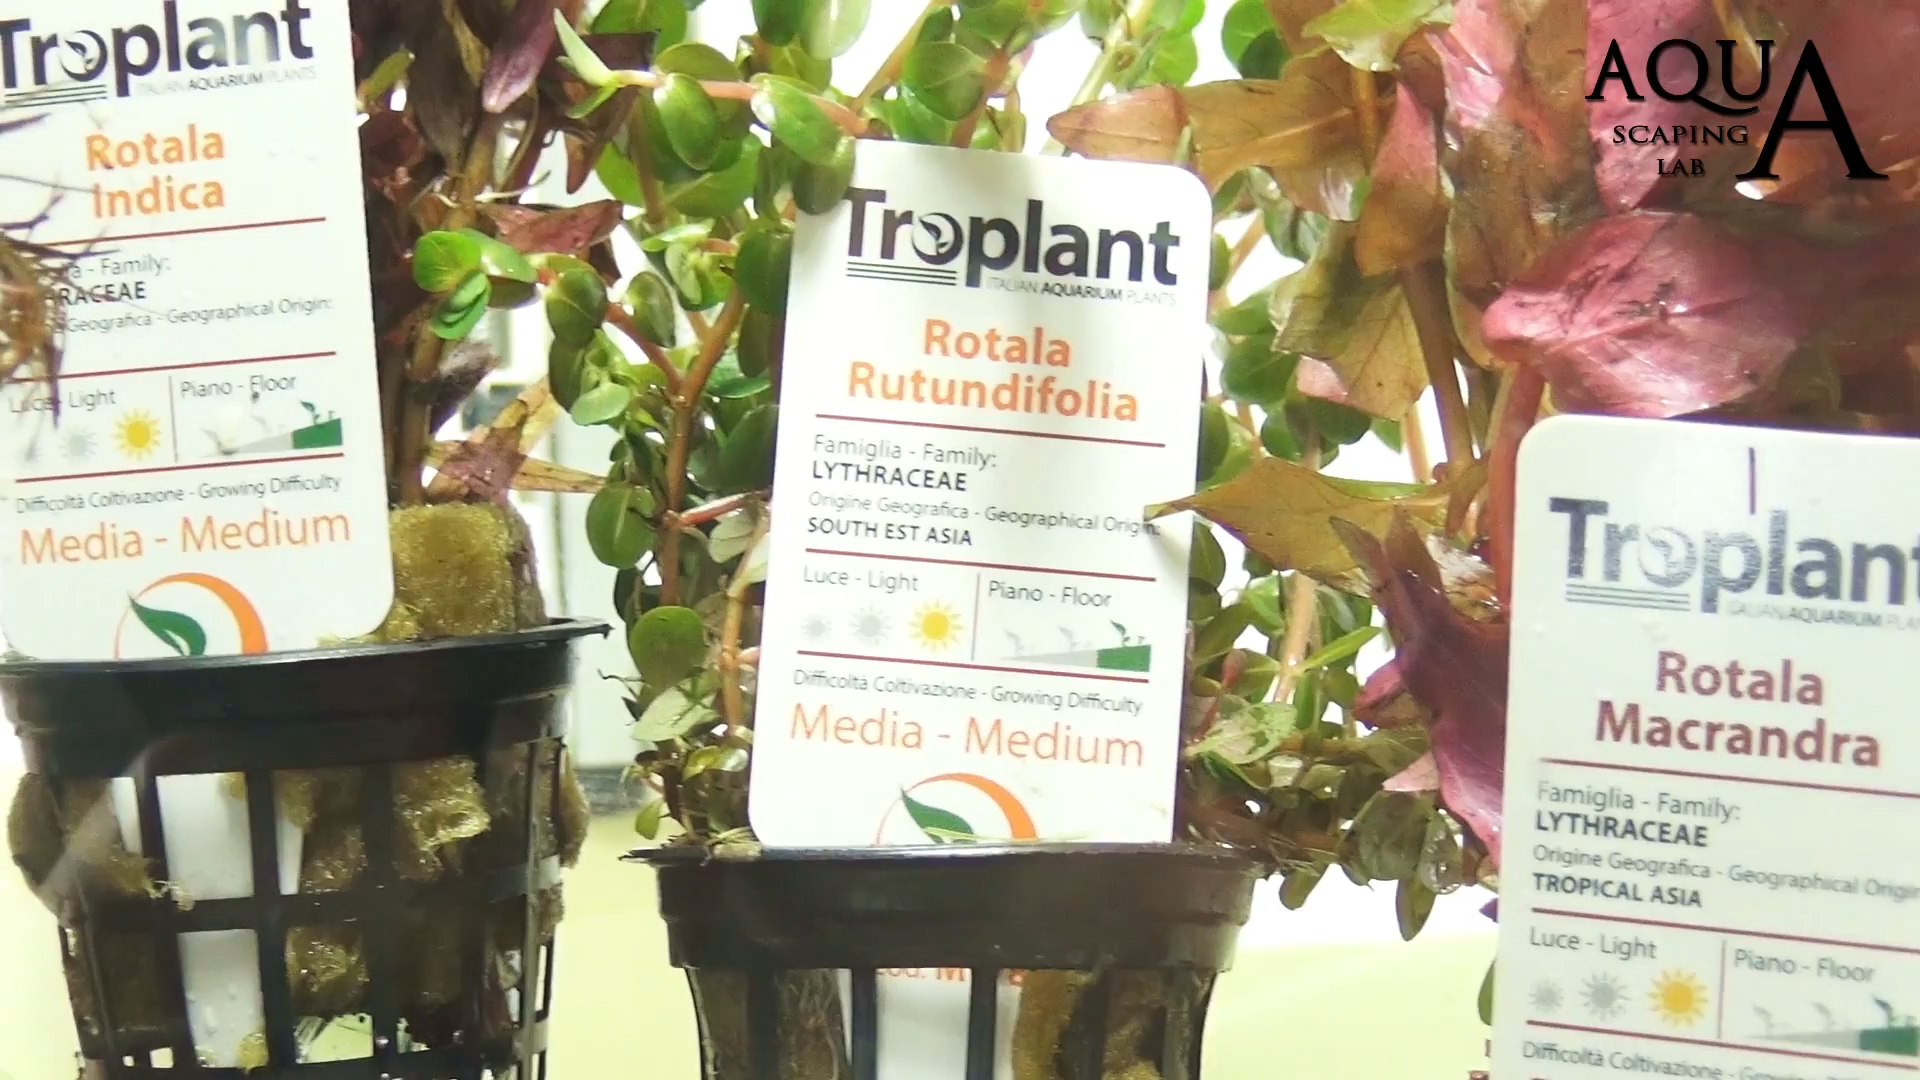 Troplant
ITALIAN AQUARIUM PLANTS
Rotala
Indica
- Family:
RACEAE
Geografica - Geographical Origin:
Luce - Light
Piano - Floor
Difficoltà Coltivazione - Growing Difficulty
Media - Medium
Troplant
ITALIAN AQUARIUM PLANTS
Rotala
Rutundifolia
Famiglia - Family:
LYTHRACEAE
Origine Geografica - Geographical Origin:
SOUTH EST ASIA
Luce - Light
Piano - Floor
Difficoltà Coltivazione - Growing Difficulty
Media - Medium
AQUA
SCAPING
LAB
Troplant
ITALIAN AQUARIUM PLA
Rotala
Macrandra
Famiglia - Family:
LYTHRACEAE
Origine Geografica - Geographical Origin
TROPICAL ASIA
Luce - Light
Piano - Floor
Difficoltà Coltivazione - Growing